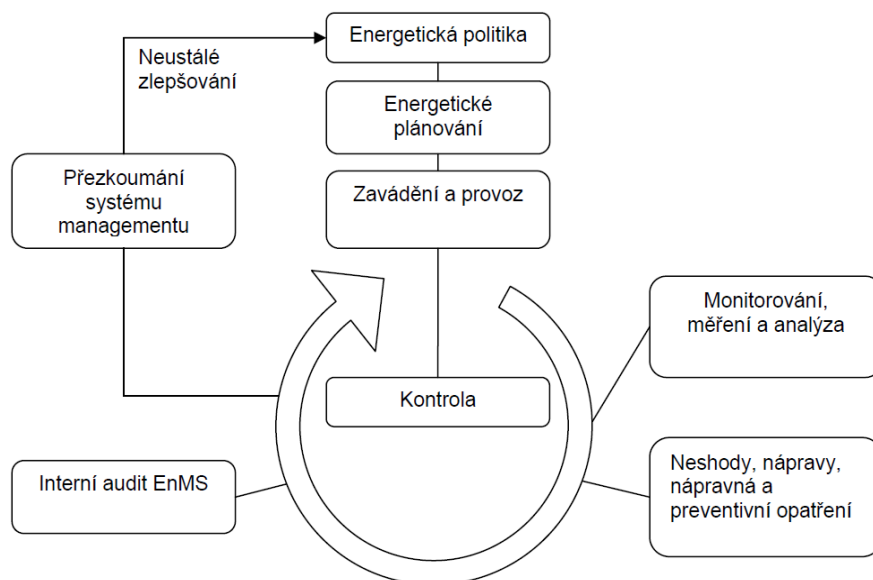 Energetická politika
Neustálé
zlepšování
Energetické
plánování
Přezkoumání
systému
managementu
Zavádění a provoz
Monitorování,
měření a analýza
Kontrola
Interní audit EnMS
Neshody, nápravy,
nápravná a
preventivní opatření